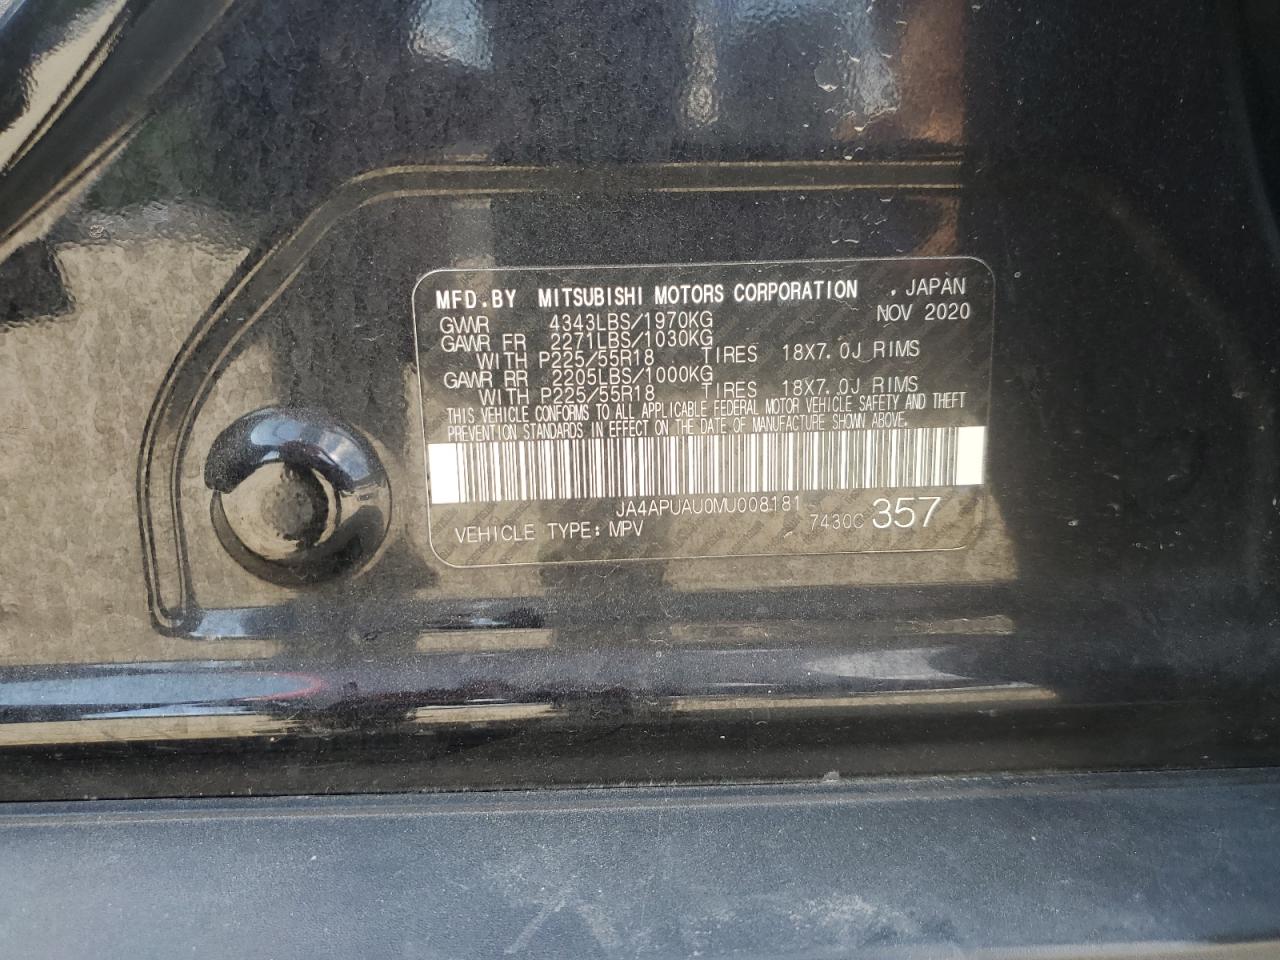 MFD.BY MITSUBISHI MOTORS CORPORATION , JAPAN
GVWR 4343LBS/1970KG NOV 2020
GAWR FR 2271LBS/1030KG
WITH P225/55R18 TIRES 18X7.0J RIMS
GAWR RR 2205LBS/1000KG
WITH P225/55R18 TIRES 18X7.0J RIMS
THIS VEHICLE CONFORMS TO ALL APPLICABLE FEDERAL MOTOR VEHICLE SAFETY AND THEFT
PREVENTION STANDARDS IN EFFECT ON THE DATE OF MANUFACTURE SHOWN ABOVE.
JA4APUAU0MU008181
VEHICLE TYPE: MPV 7430C 357